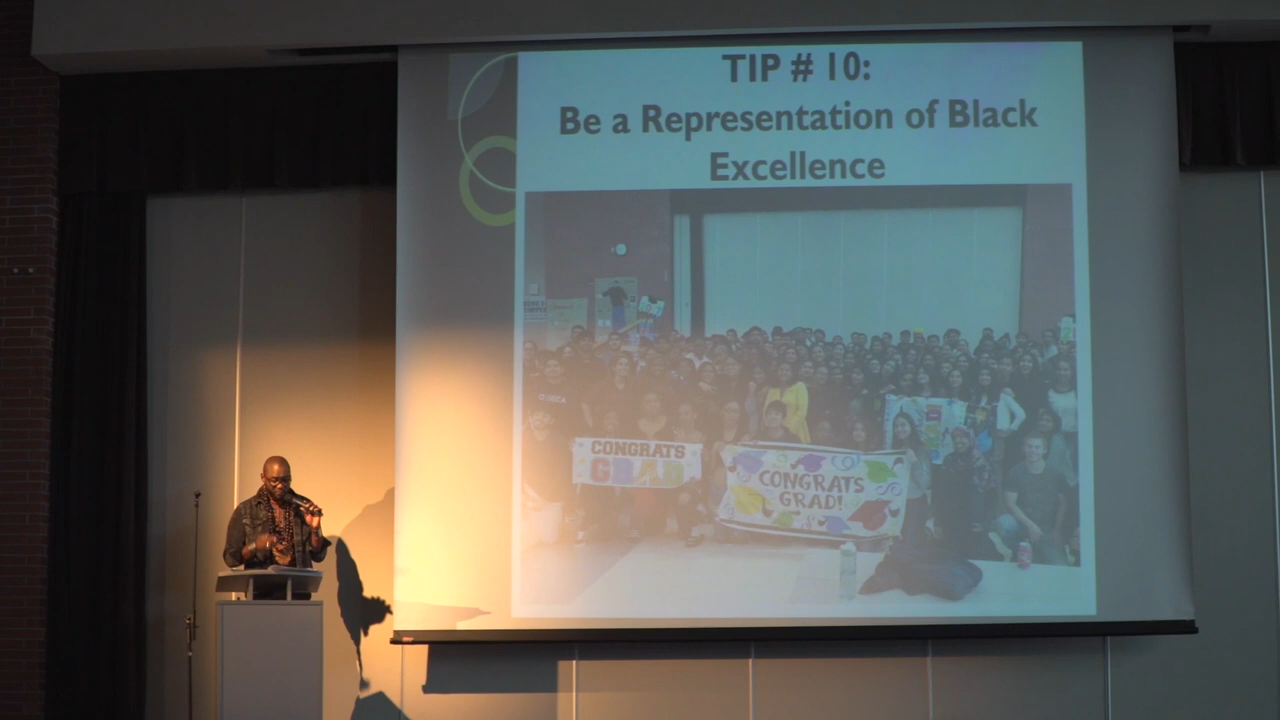 TIP # 10:
Be a Representation of Black
Excellence
CONGRATS
GRAD
CONGRATS
GRAD!